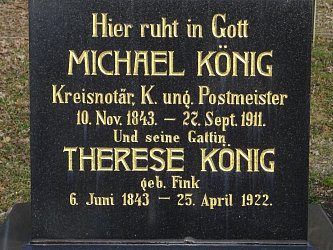 Hier ruht in Gott
MICHAEL KÖNIG
Kreisnotär, K. ung. Postmeister
10. Nov. 1843. — 22. Sept. 1911.
Und seine Gattin
THERESE KÖNIG
geb. Fink
6. Juni 1843 — 25. April 1922.